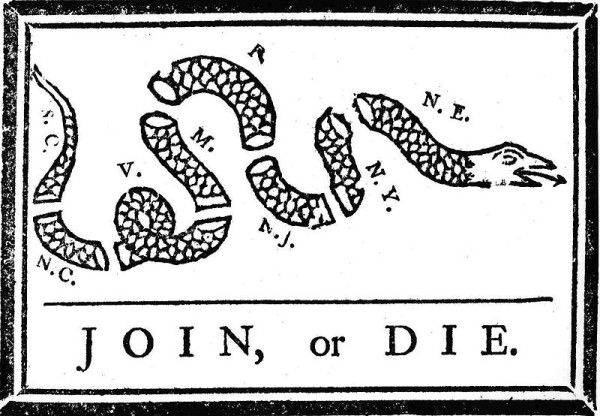 S. C.
N. C.
V.
M.
N. J.
N. Y.
N. E.
JOIN, or DIE.